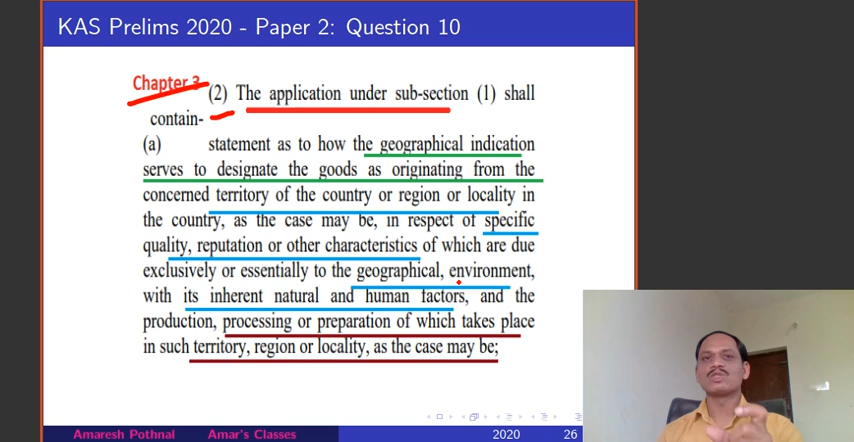 KAS Prelims 2020 - Paper 2: Question 10
Chapter 3
(2) The application under sub-section (1) shall
contain-
(a) statement as to how the geographical indication
serves to designate the goods as originating from the
concerned territory of the country or region or locality in
the country, as the case may be, in respect of specific
quality, reputation or other characteristics of which are due
exclusively or essentially to the geographical, environment,
with its inherent natural and human factors, and the
production, processing or preparation of which takes place
in such territory, region or locality, as the case may be;
Amaresh Pothnal Amar's Classes 2020 26